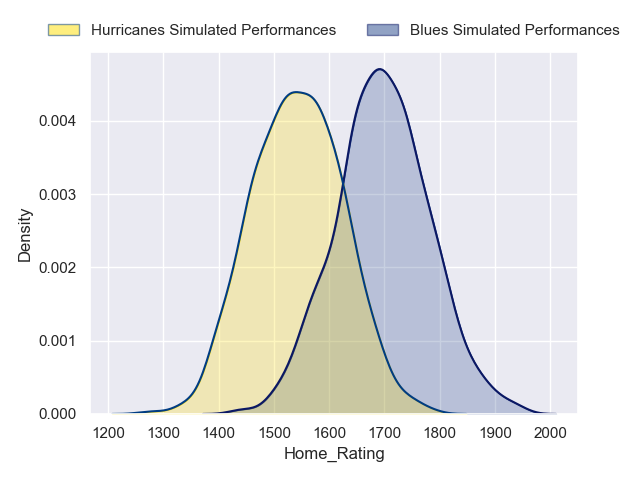 Hurricanes Simulated Performances Blues Simulated Performances
0.004
0.003
0.002
0.001
0.000
Density
1200 1300 1400 1500 1600 1700 1800 1900 2000
Home_Rating